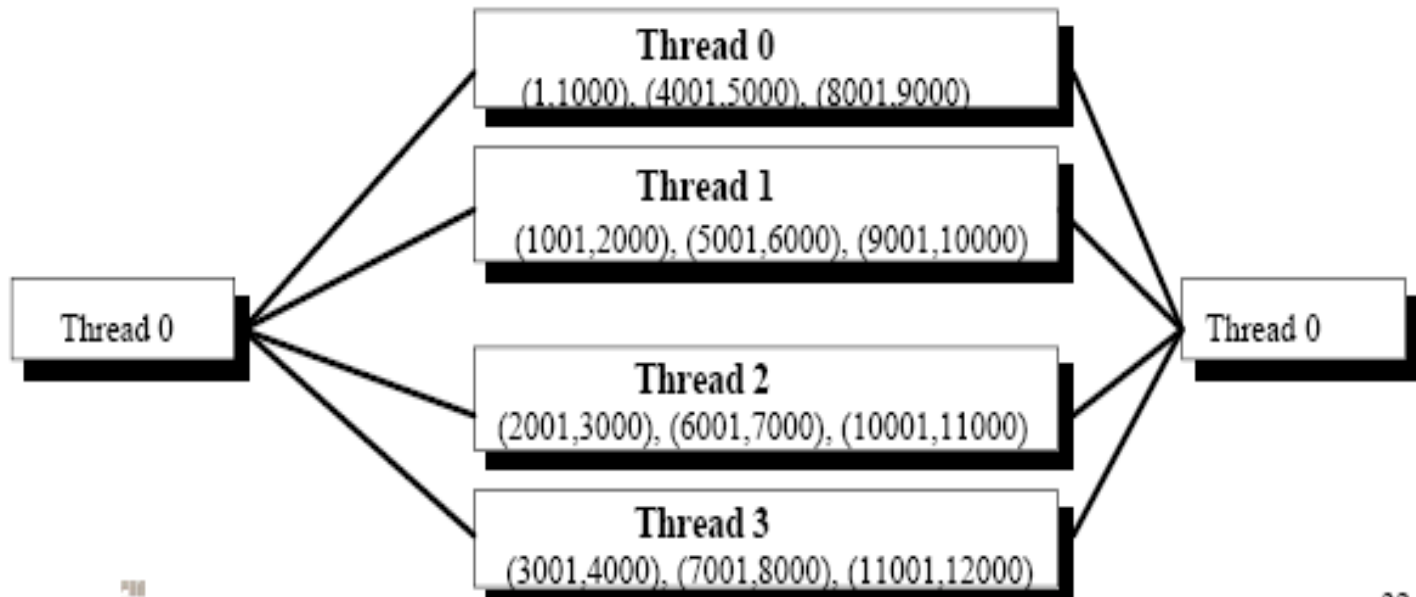 Thread 0
(1,1000), (4001,5000), (8001,9000)
Thread 1
(1001,2000), (5001,6000), (9001,10000)
Thread 0
Thread 0
Thread 2
(2001,3000), (6001,7000), (10001,11000)
Thread 3
(3001,4000), (7001,8000), (11001,12000)